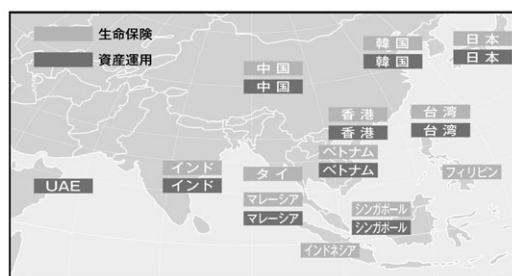 生命保険
資産運用
日本
日本
韓国
韓国
中国
中国
香港
香港
台湾
台湾
ベトナム
ベトナム
インド
インド
タイ
フィリピン
UAE
マレーシア
マレーシア
シンガポール
シンガポール
インドネシア